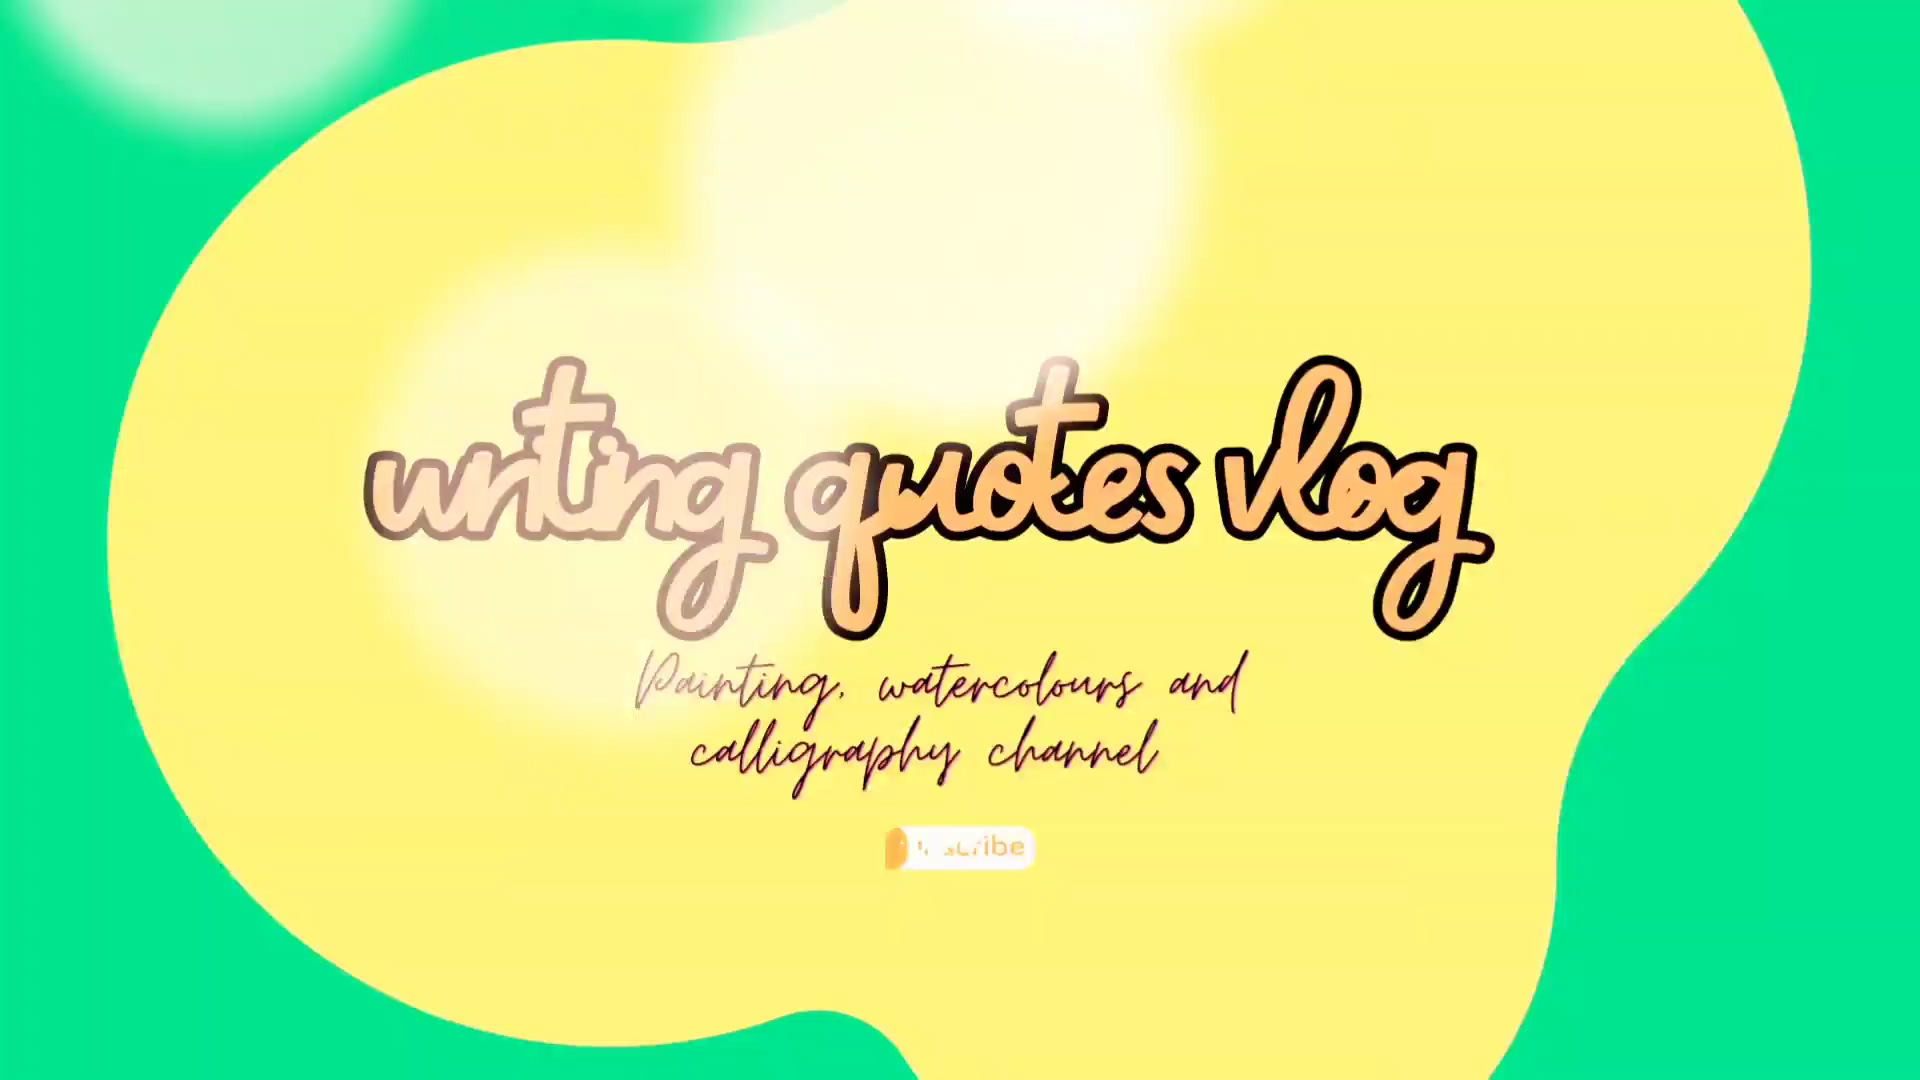 writing quotes vlog
Painting, watercolours and
calligraphy channel